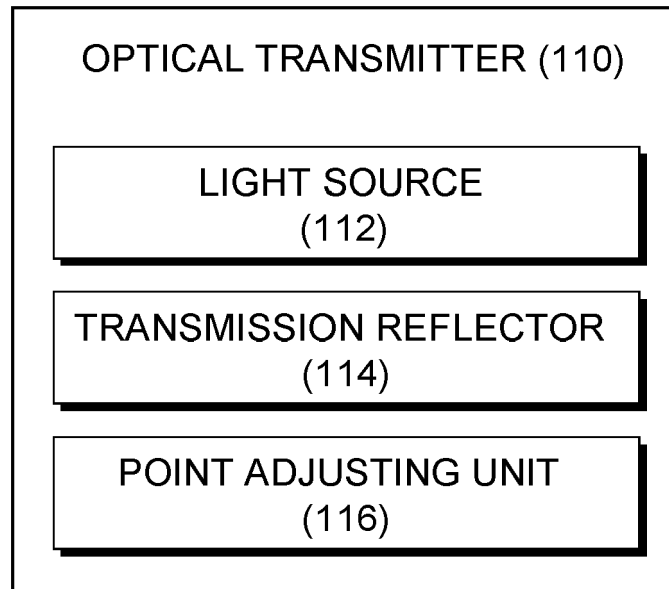 OPTICAL TRANSMITTER (110)
LIGHT SOURCE
(112)
TRANSMISSION REFLECTOR
(114)
POINT ADJUSTING UNIT
(116)